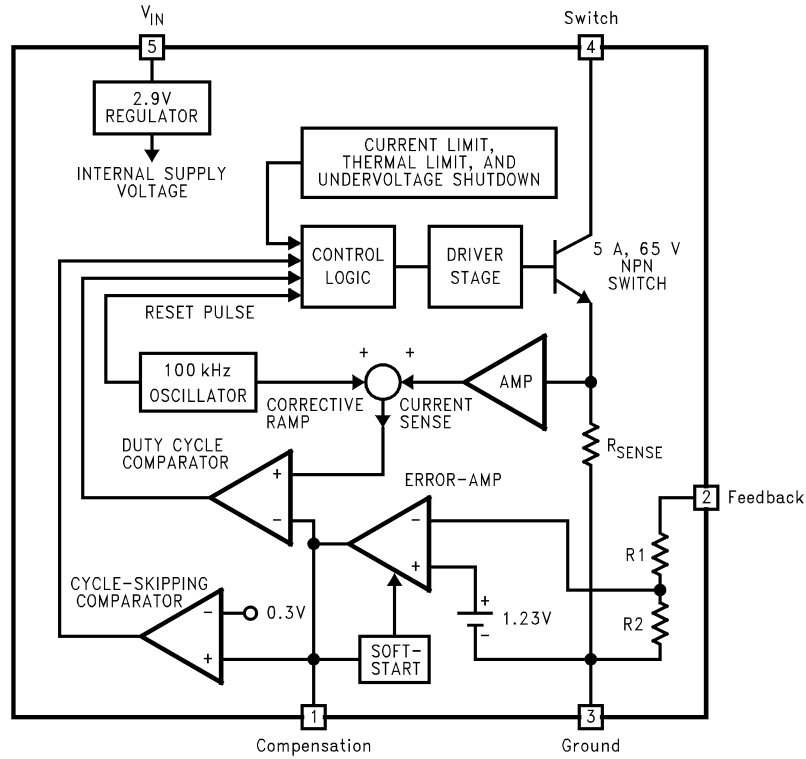 V_IN
Switch
5
4
2.9V
REGULATOR
INTERNAL SUPPLY
VOLTAGE
CURRENT LIMIT,
THERMAL LIMIT, AND
UNDERVOLTAGE SHUTDOWN
CONTROL
LOGIC
DRIVER
STAGE
5 A, 65 V
NPN
SWITCH
RESET PULSE
100 kHz
OSCILLATOR
+
+
AMP
CORRECTIVE
RAMP
CURRENT
SENSE
R_SENSE
DUTY CYCLE
COMPARATOR
+
−
ERROR-AMP
−
+
2
Feedback
R1
R2
CYCLE-SKIPPING
COMPARATOR
−
0.3V
+
+
1.23V
−
SOFT-
START
1
3
Compensation
Ground